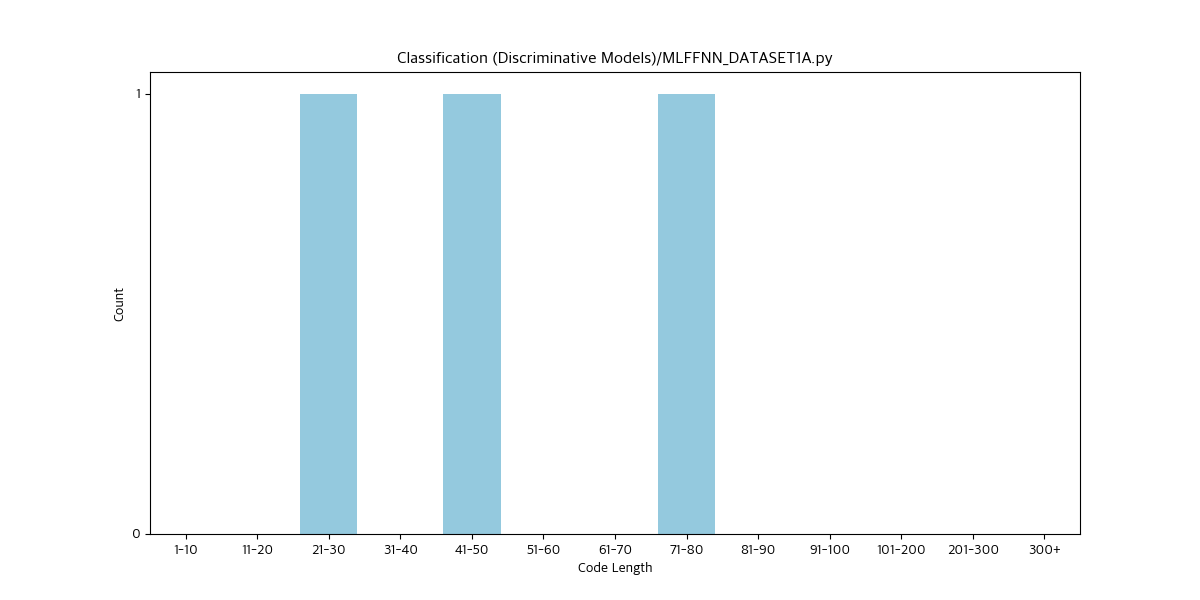 Classification (Discriminative Models)/MLFFNN_DATASET1A.py
1
Count
0
1-10 11-20 21-30 31-40 41-50 51-60 61-70 71-80 81-90 91-100 101-200 201-300 300+
Code Length